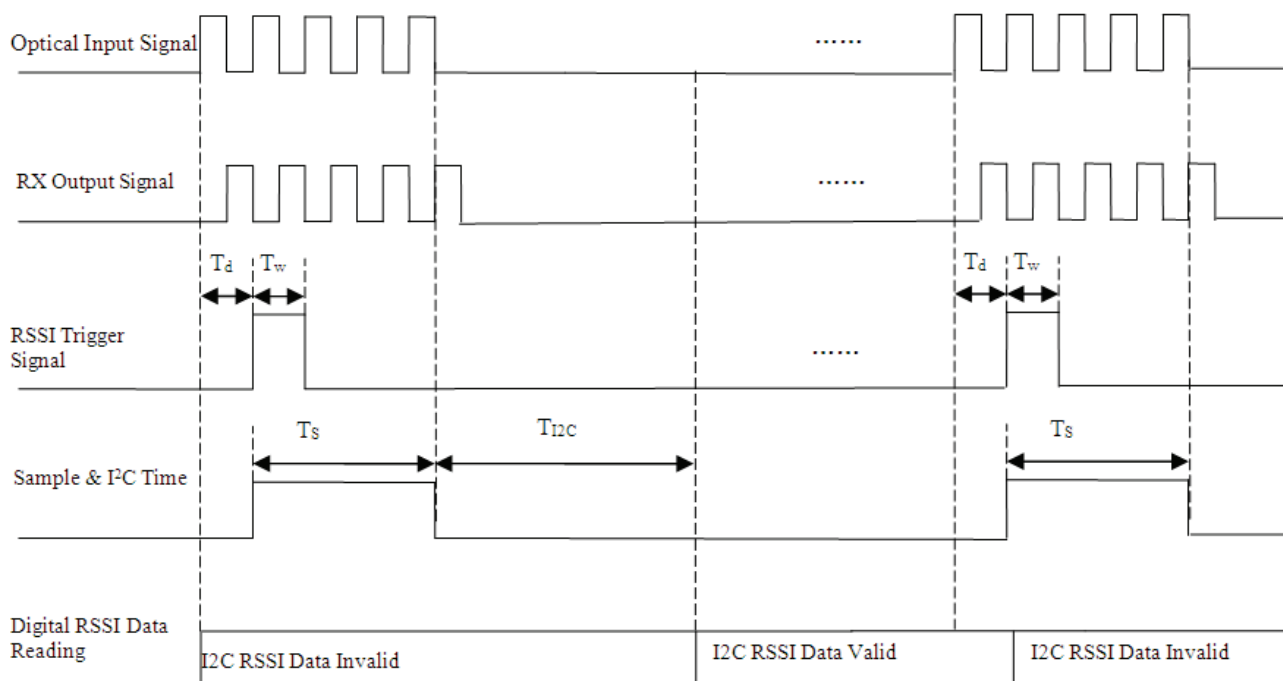 Optical Input Signal
......
RX Output Signal
......
Td
Tw
Td
Tw
RSSI Trigger
Signal
......
TS
TI2C
TS
Sample & I²C Time
Digital RSSI Data
Reading
I2C RSSI Data Invalid
I2C RSSI Data Valid
I2C RSSI Data Invalid